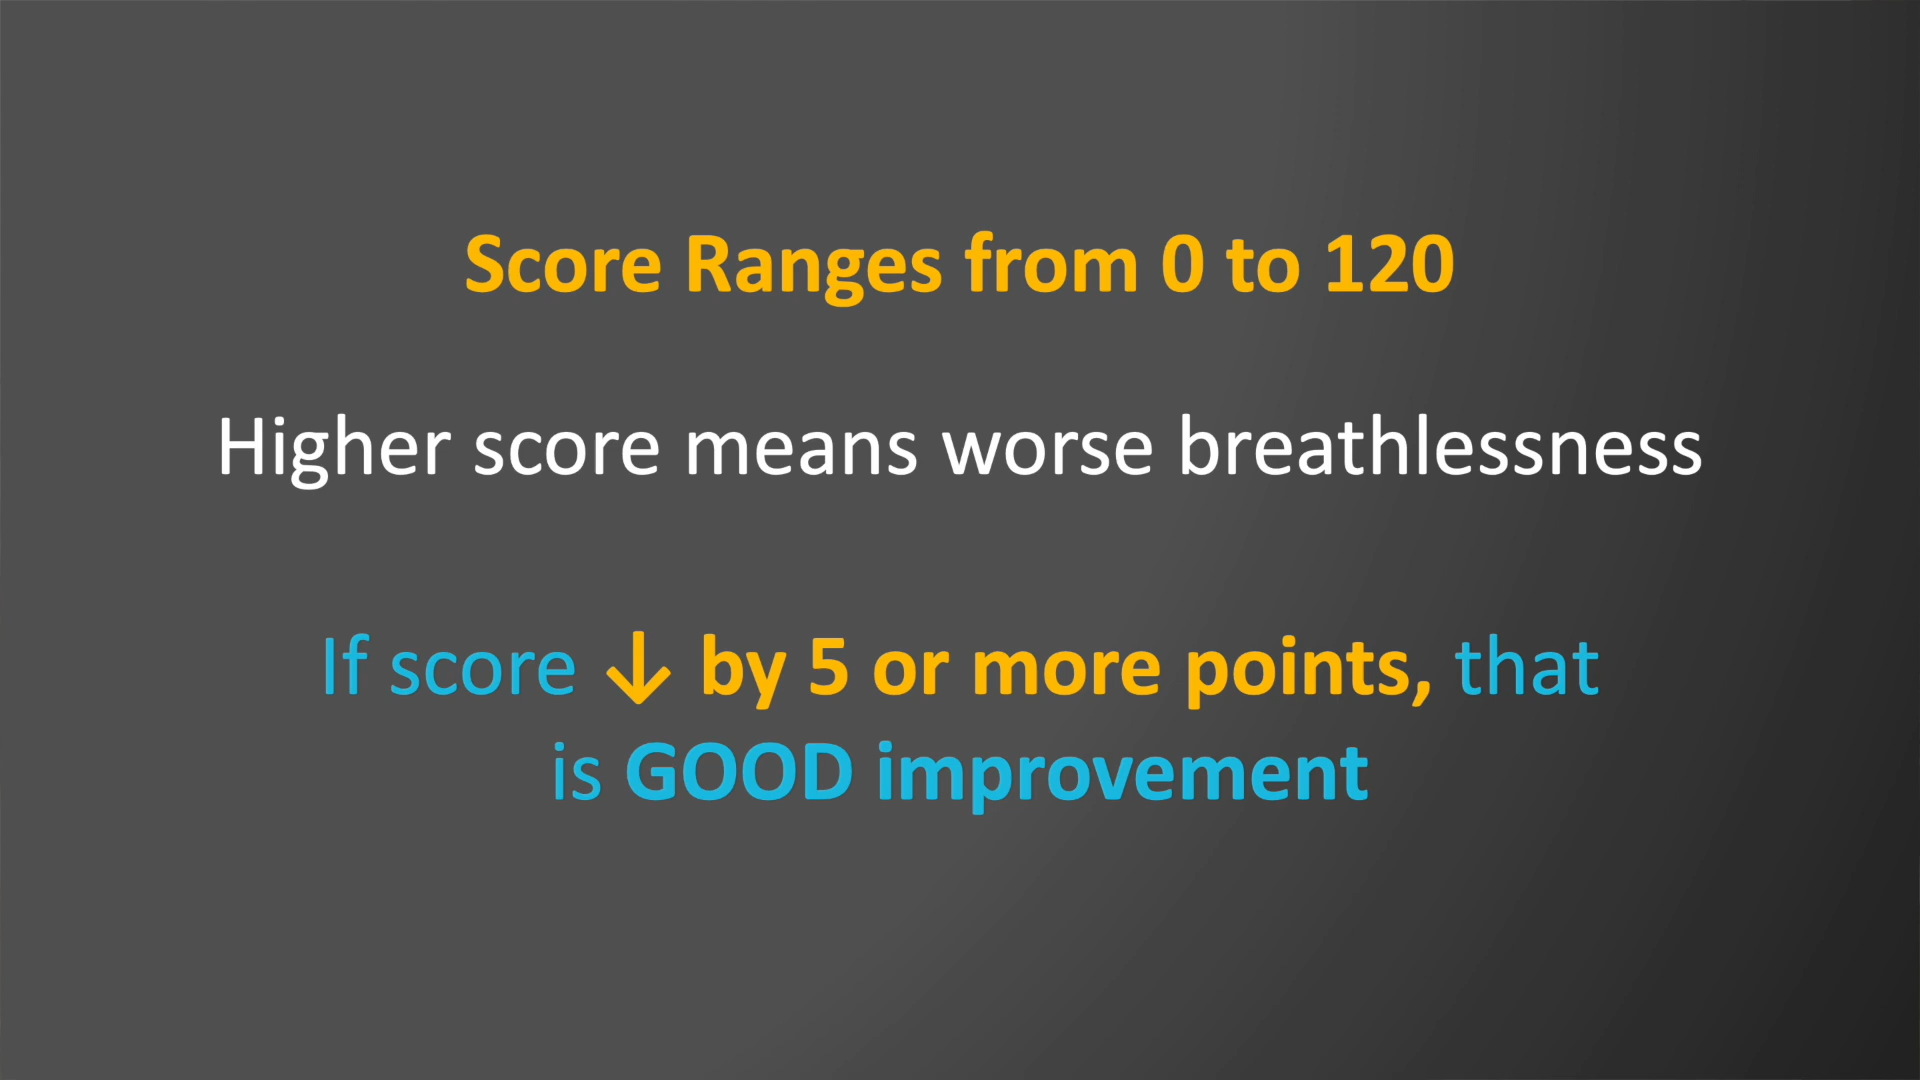 Score Ranges from 0 to 120
Higher score means worse breathlessness
If score ↓ by 5 or more points, that
is GOOD improvement